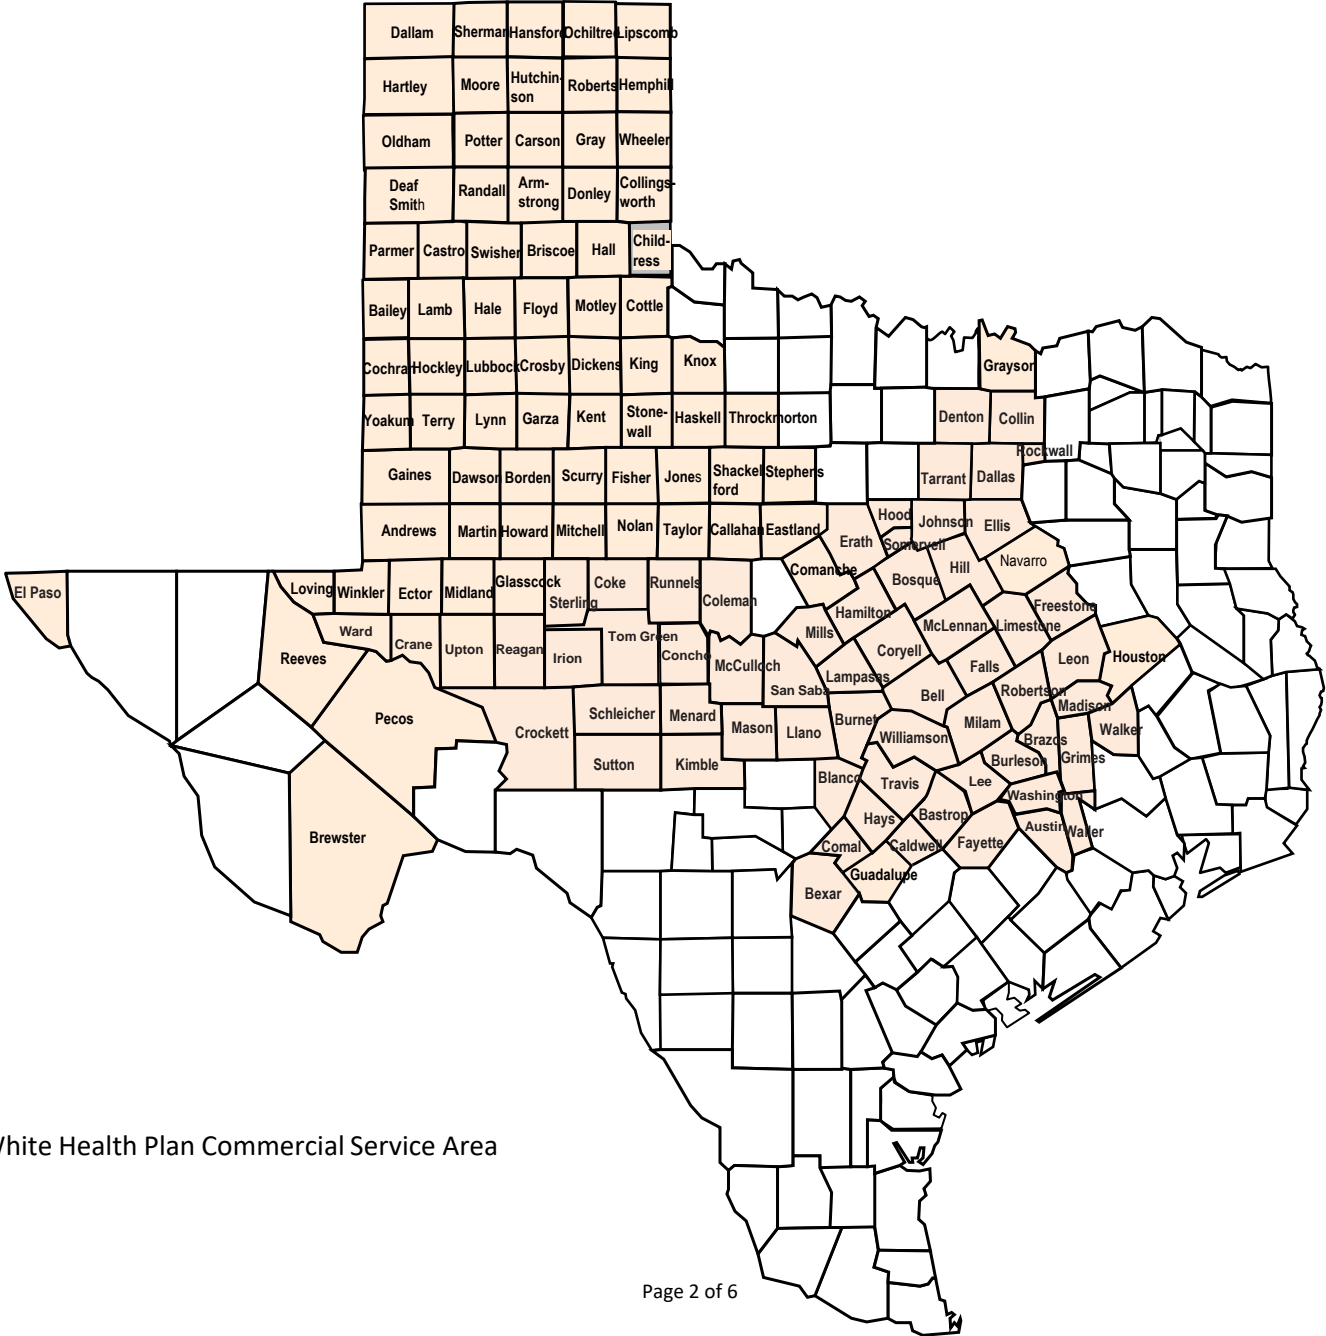 Dallam Sherman Hansford Ochiltree Lipscomb
Hartley Moore Hutchin-
son Roberts Hemphill
Oldham Potter Carson Gray Wheeler
Deaf
Smith Randall Arm-
strong Donley Collings-
worth
Parmer Castro Swisher Briscoe Hall Child-
ress
Bailey Lamb Hale Floyd Motley Cottle
Cochra Hockley Lubbock Crosby Dickens King Knox
Grayson
Yoakum Terry Lynn Garza Kent Stone-
wall Haskell Throckmorton Denton Collin
Rockwall
Gaines Dawson Borden Scurry Fisher Jones Shackel
ford Stephens Tarrant Dallas
Andrews Martin Howard Mitchell Nolan Taylor Callahan Eastland Hood Johnson Ellis
Erath Somervell
Comanche Bosque Hill Navarro
El Paso Loving Winkler Ector Midland Glasscock Coke Runnels
Sterling Coleman Hamilton Freestone
Ward Crane Upton Reagan Irion Tom Green Concho Mills McLennan Limestone
Reeves McCulloch Coryell Falls Leon Houston
San Saba Lampasas Bell Robertson
Pecos Crockett Schleicher Menard Mason Llano Burnet Milam Madison
Williamson Brazos Walker
Sutton Kimble Blanco Travis Lee Burleson Grimes
Washington
Brewster Hays Bastrop Austin Waller
Comal Caldwell Fayette
Guadalupe
Bexar
White Health Plan Commercial Service Area
Page 2 of 6